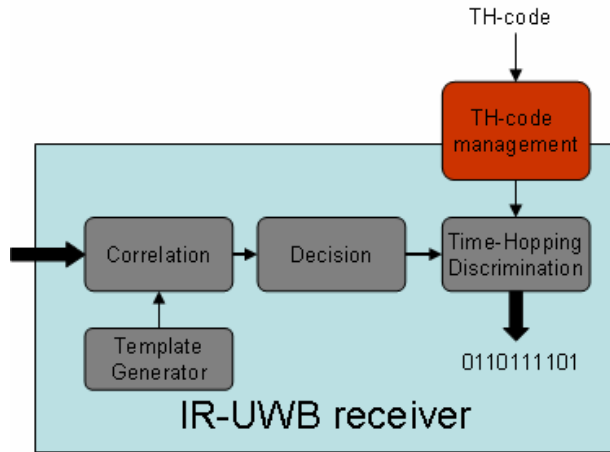 TH-code
TH-code
management
Correlation
Decision
Time-Hopping
Discrimination
Template
Generator
0110111101
IR-UWB receiver